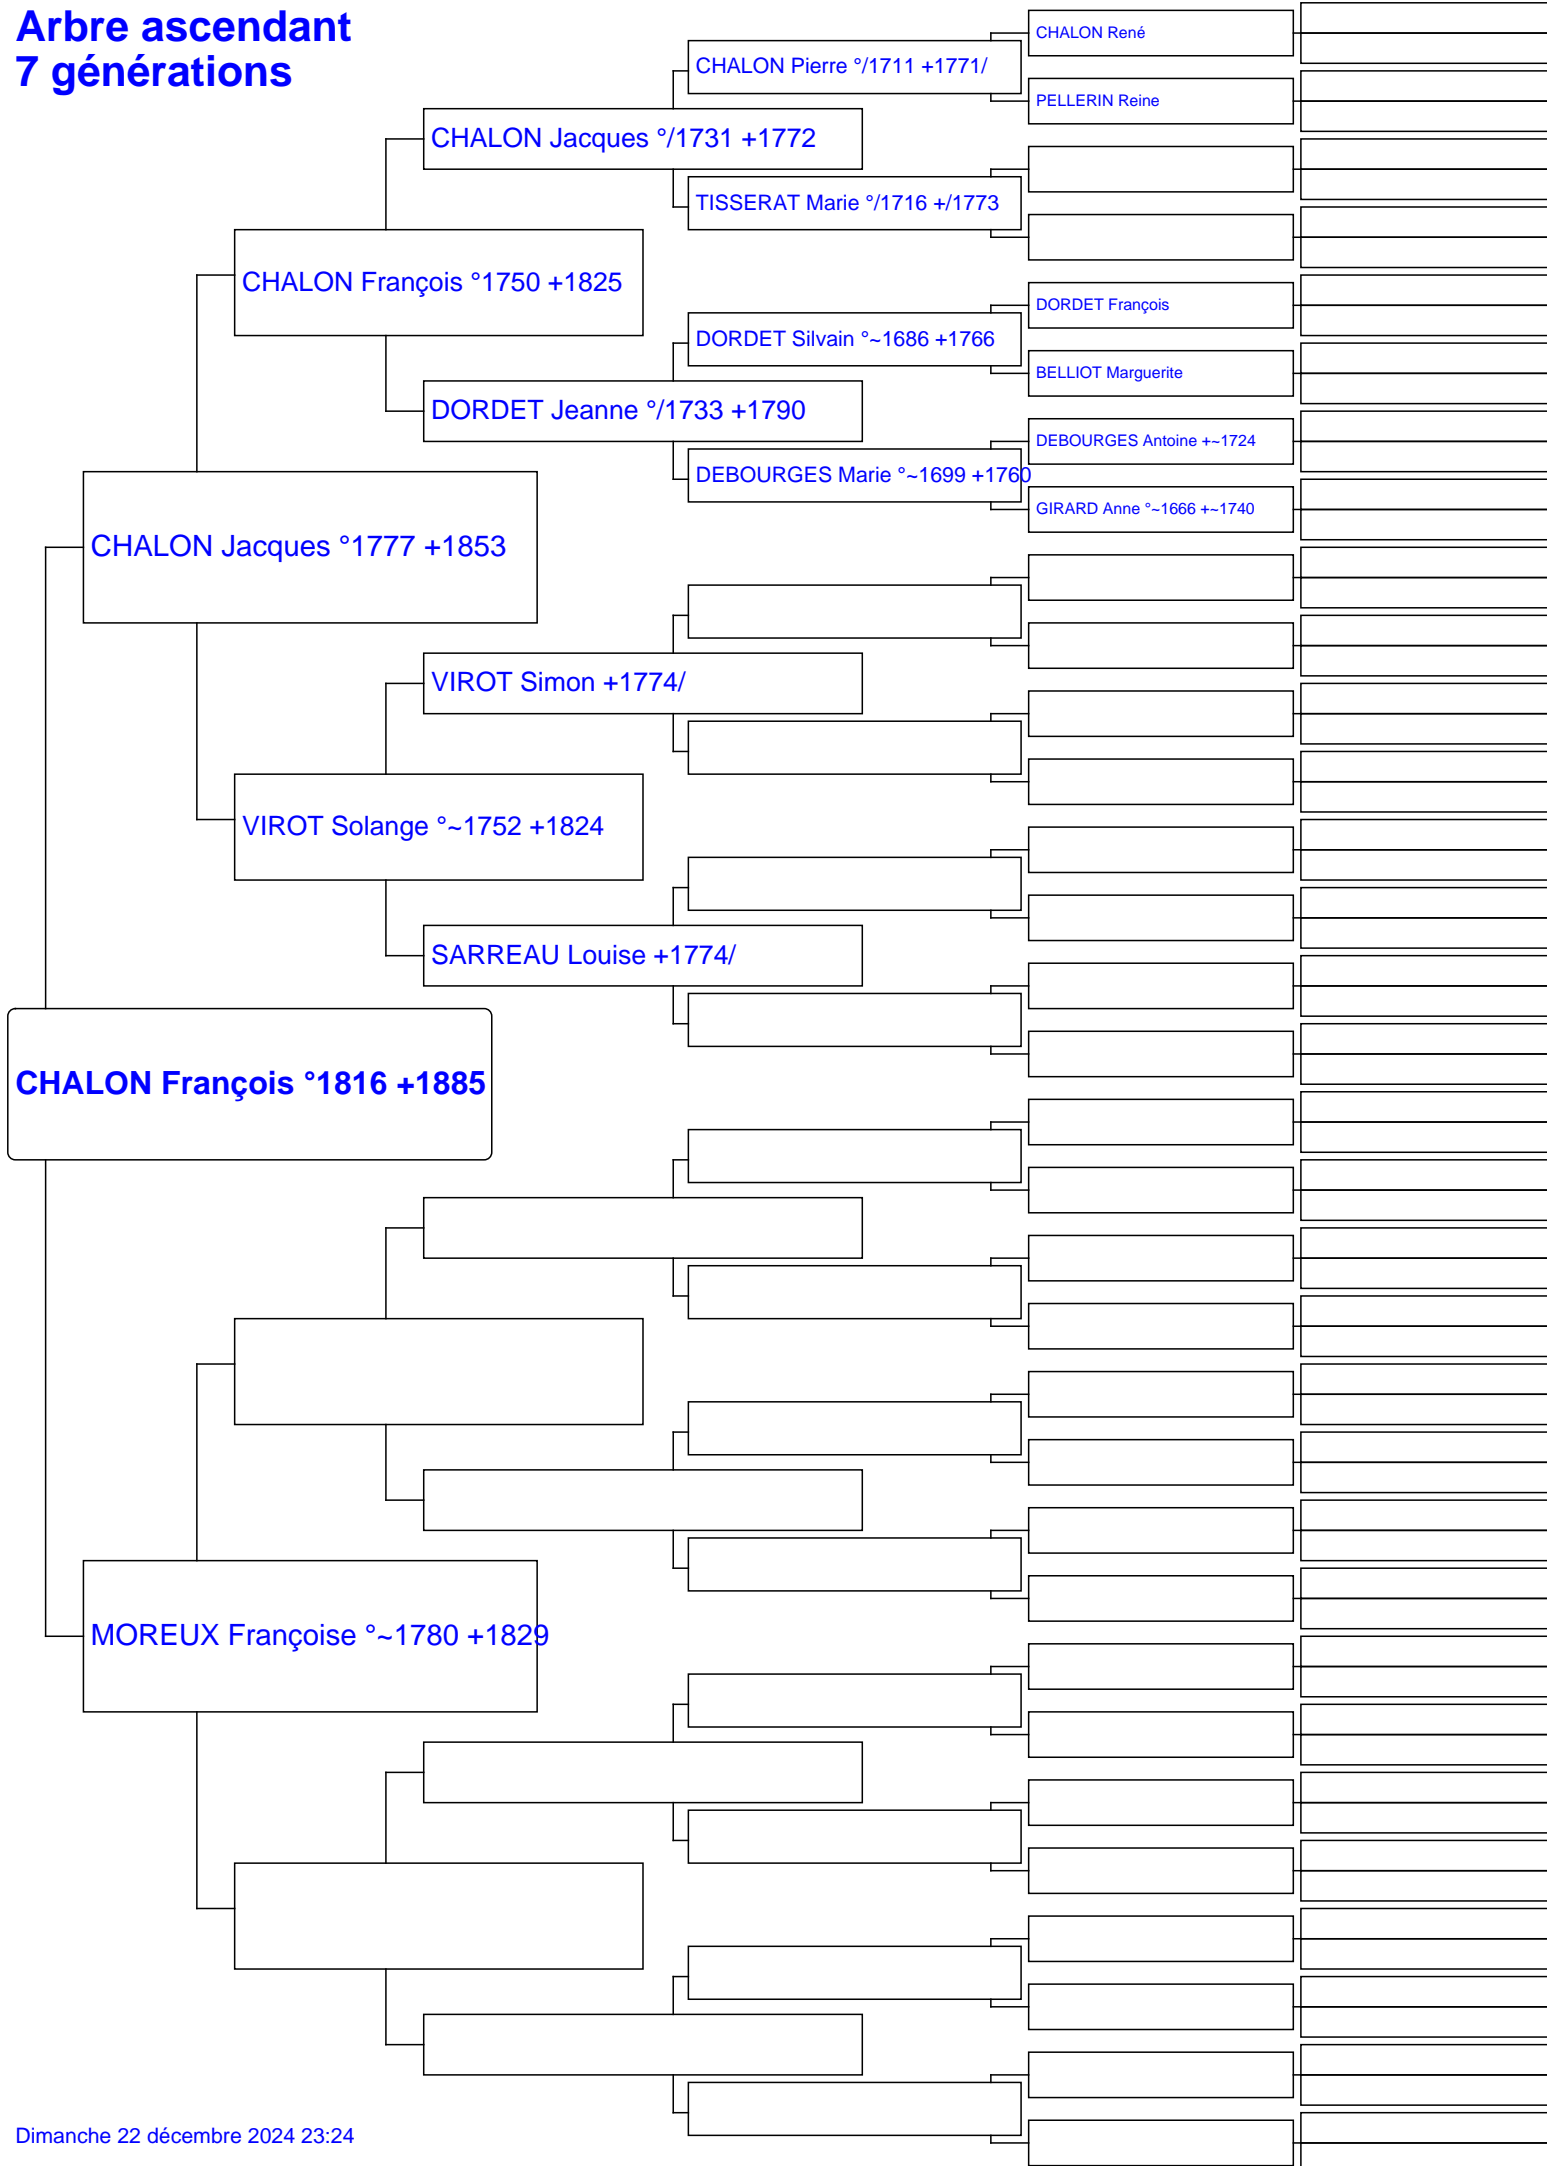 Arbre ascendant
7 générations
CHALON René
CHALON Pierre °/1711 +1771/
PELLERIN Reine
CHALON Jacques °/1731 +1772
TISSERAT Marie °/1716 +/1773
CHALON François °1750 +1825
DORDET François
DORDET Silvain °~1686 +1766
BELLIOT Marguerite
DORDET Jeanne °/1733 +1790
DEBOURGES Antoine +~1724
DEBOURGES Marie °~1699 +1760
GIRARD Anne °~1666 +~1740
CHALON Jacques °1777 +1853
VIROT Simon +1774/
VIROT Solange °~1752 +1824
SARREAU Louise +1774/
CHALON François °1816 +1885
MOREUX Françoise °~1780 +1829
Dimanche 22 décembre 2024 23:24